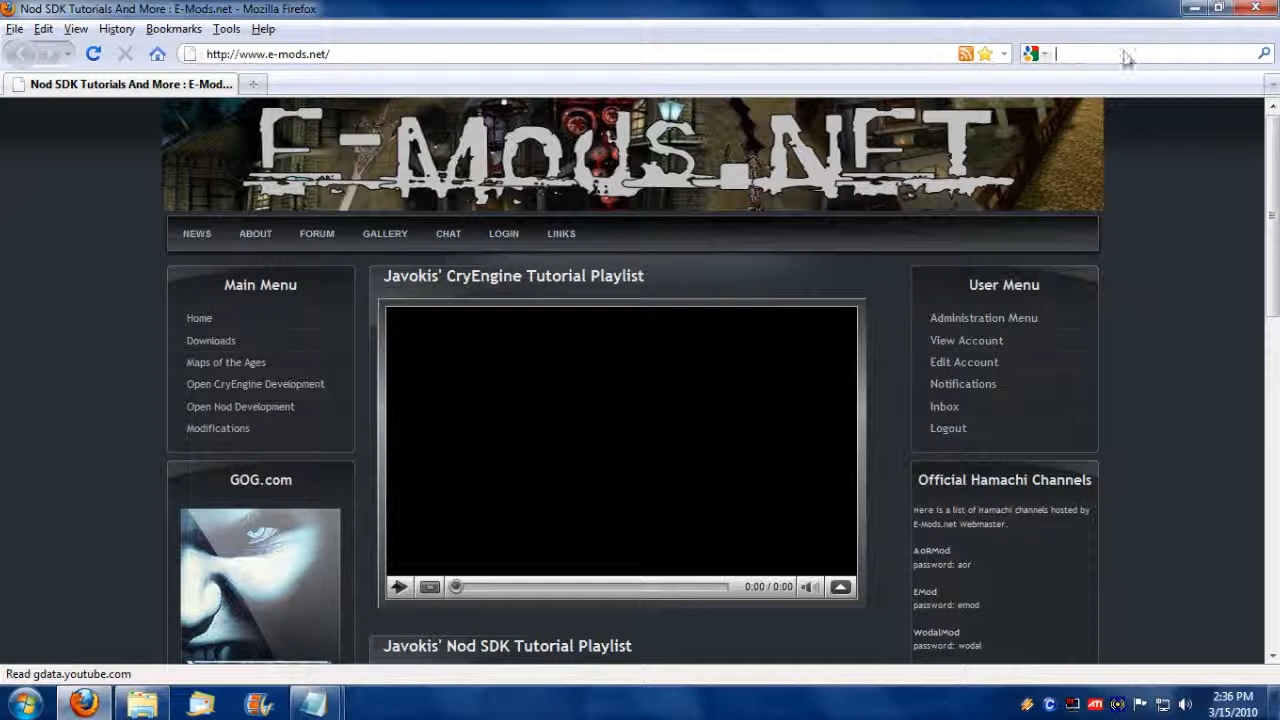 Nod SDK Tutorials And More : E-Mods.net - Mozilla Firefox
File Edit View History Bookmarks Tools Help
http://www.e-mods.net/
Nod SDK Tutorials And More : E-Mod...
E-Mods.NET
NEWS ABOUT FORUM GALLERY CHAT LOGIN LINKS
Main Menu
Home
Downloads
Maps of the Ages
Open CryEngine Development
Open Nod Development
Modifications
GOG.com
Javokis' CryEngine Tutorial Playlist
0:00 / 0:00
Javokis' Nod SDK Tutorial Playlist
User Menu
Administration Menu
View Account
Edit Account
Notifications
Inbox
Logout
Official Hamachi Channels
Here is a list of Hamachi channels hosted by
E-Mods.net Webmaster.
AoRMod
password: aor
EMod
password: emod
WodalMod
password: wodal
Read gdata.youtube.com
ATI
2:36 PM
3/15/2010